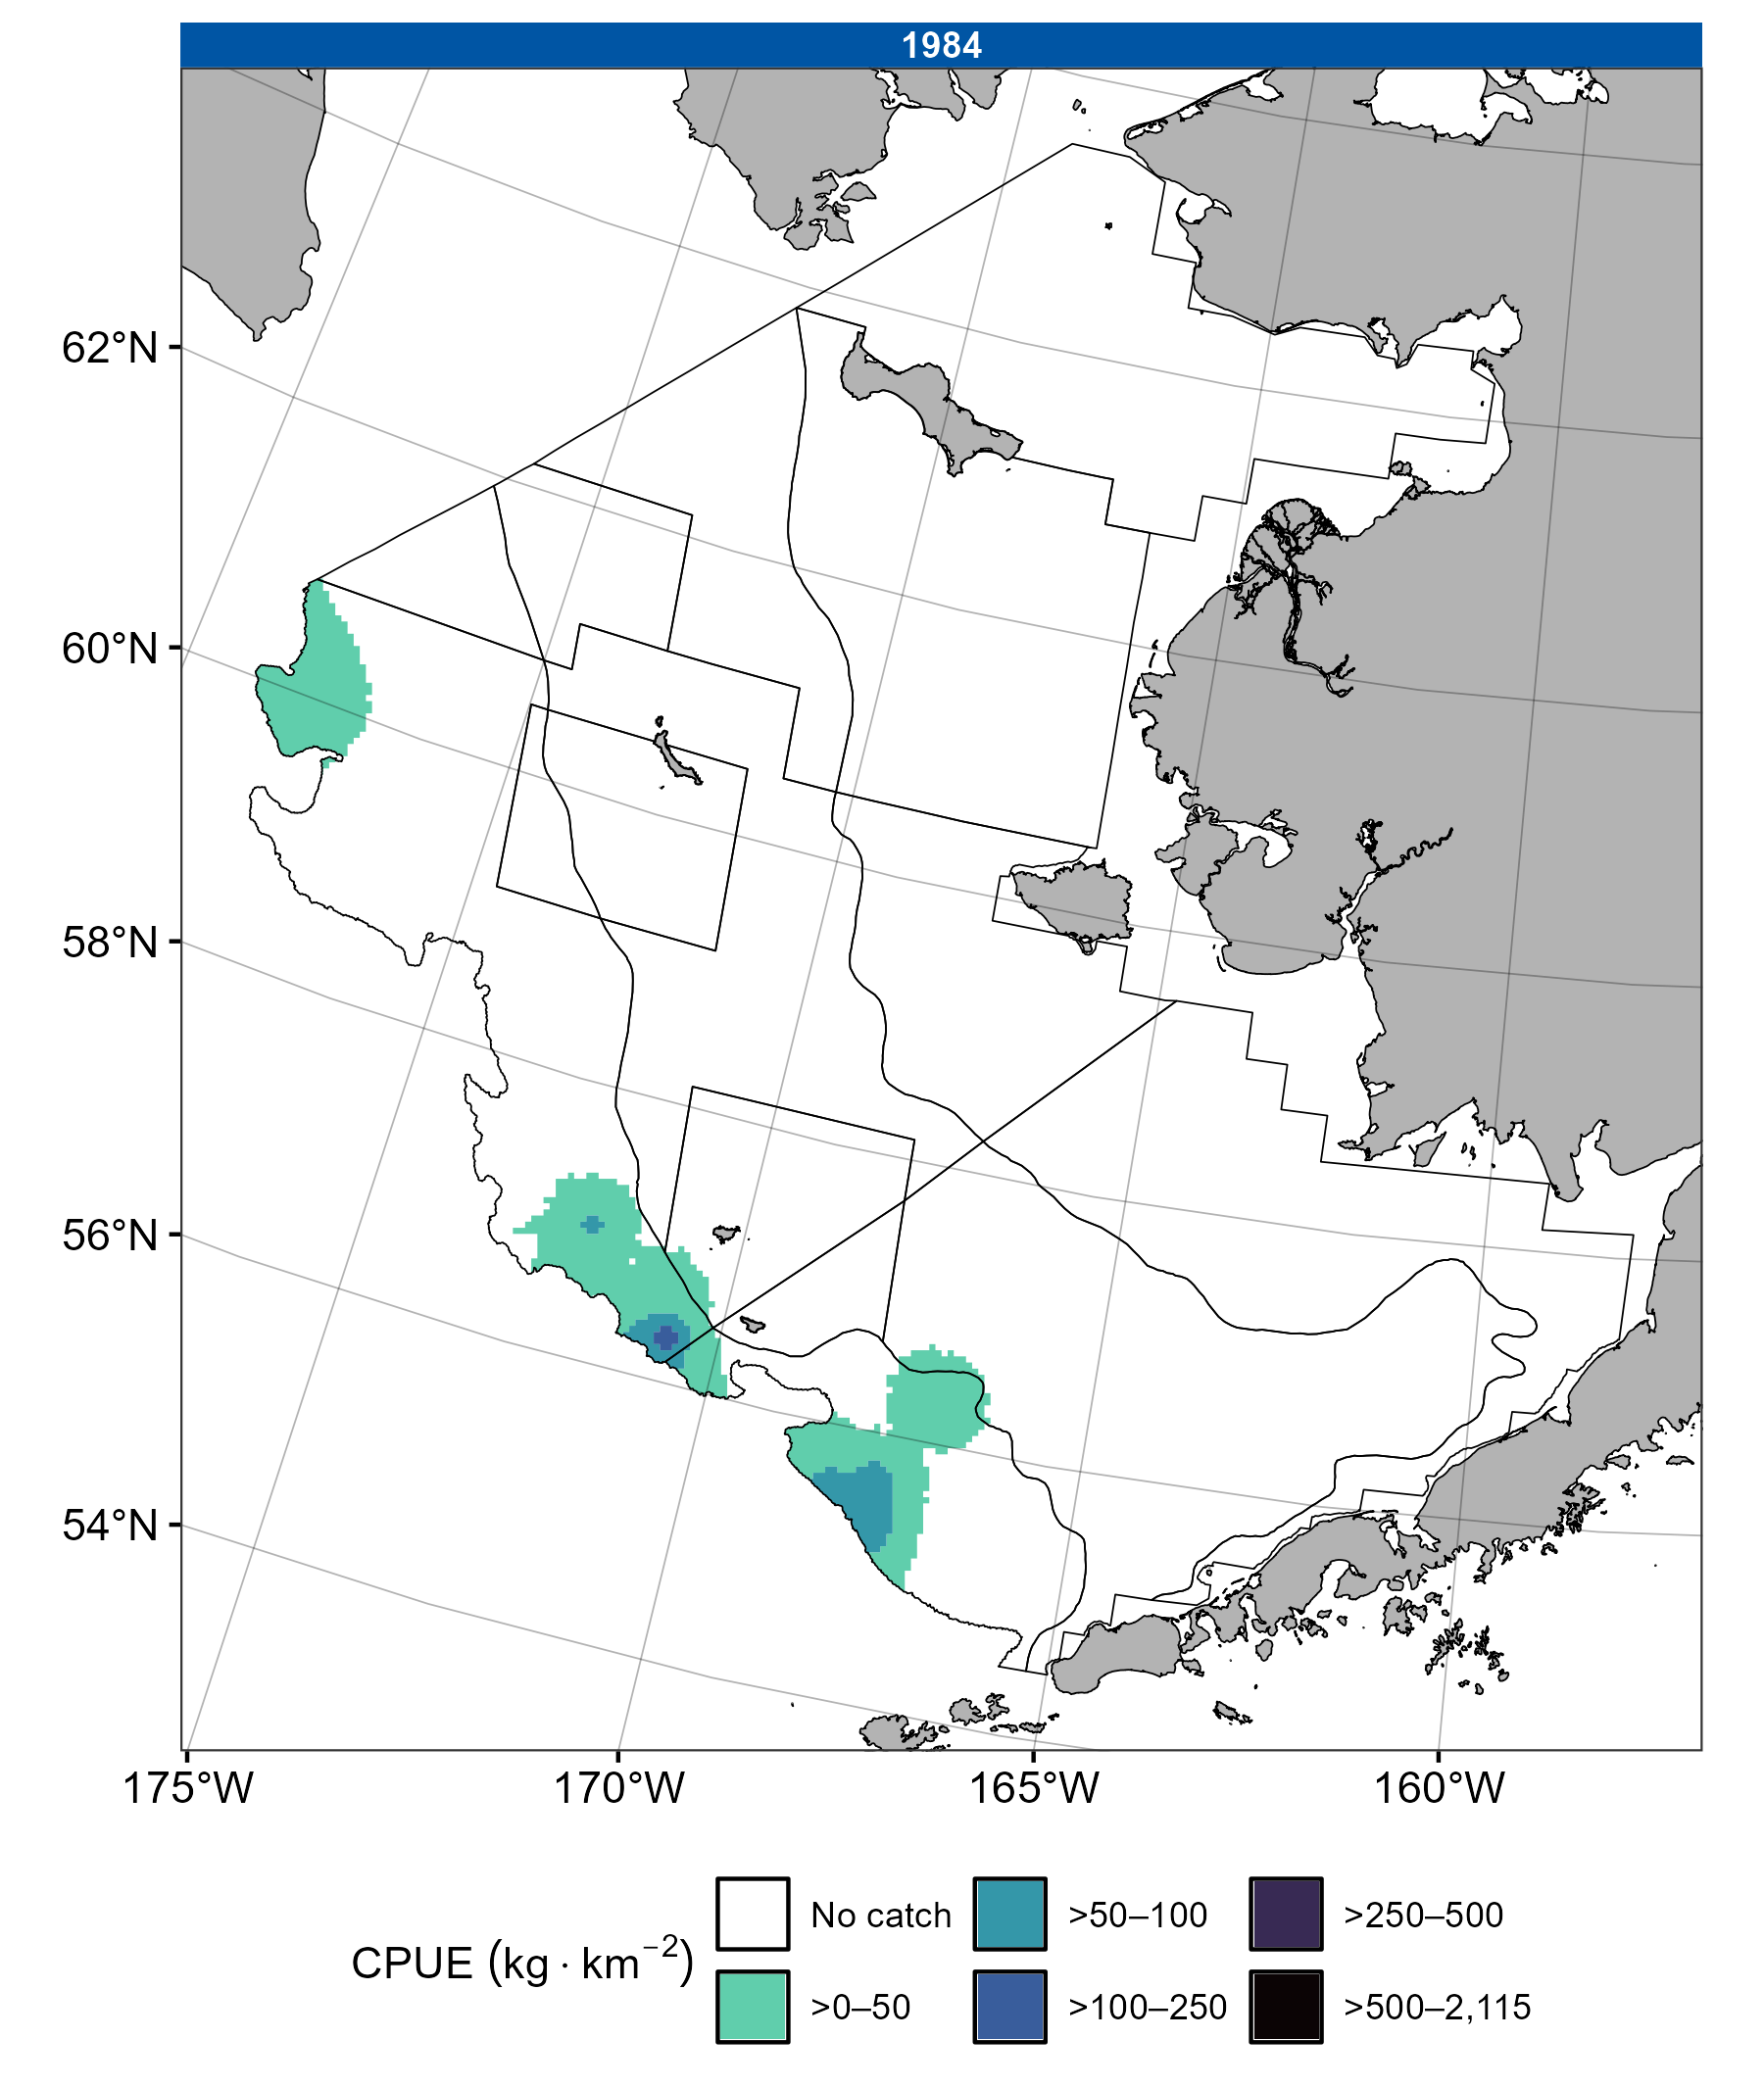 1984
62°N
60°N
58°N
56°N
54°N
175°W 170°W 165°W 160°W
CPUE (kg · km⁻²)
No catch >50–100 >250–500
>0–50 >100–250 >500–2,115